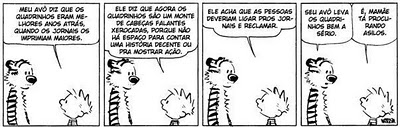 MEU AVÔ DIZ QUE OS
QUADRINHOS ERAM ME-
LHORES ANOS ATRÁS,
QUANDO OS JORNAIS OS
IMPRIMIAM MAIORES.
ELE DIZ QUE AGORA OS
QUADRINHOS SÃO UM MONTE
DE CABEÇAS FALANTES
XEROCADAS, PORQUE NÃO
HÁ ESPAÇO PARA CONTAR
UMA HISTÓRIA DECENTE OU
PRA MOSTRAR AÇÃO.
ELE ACHA QUE AS PESSOAS
DEVERIAM LIGAR PROS JOR-
NAIS E RECLAMAR.
SEU AVÔ LEVA
OS QUADRI-
NHOS BEM A
SÉRIO.
É, MAMÃE
TÁ PROCU-
RANDO
ASILOS.